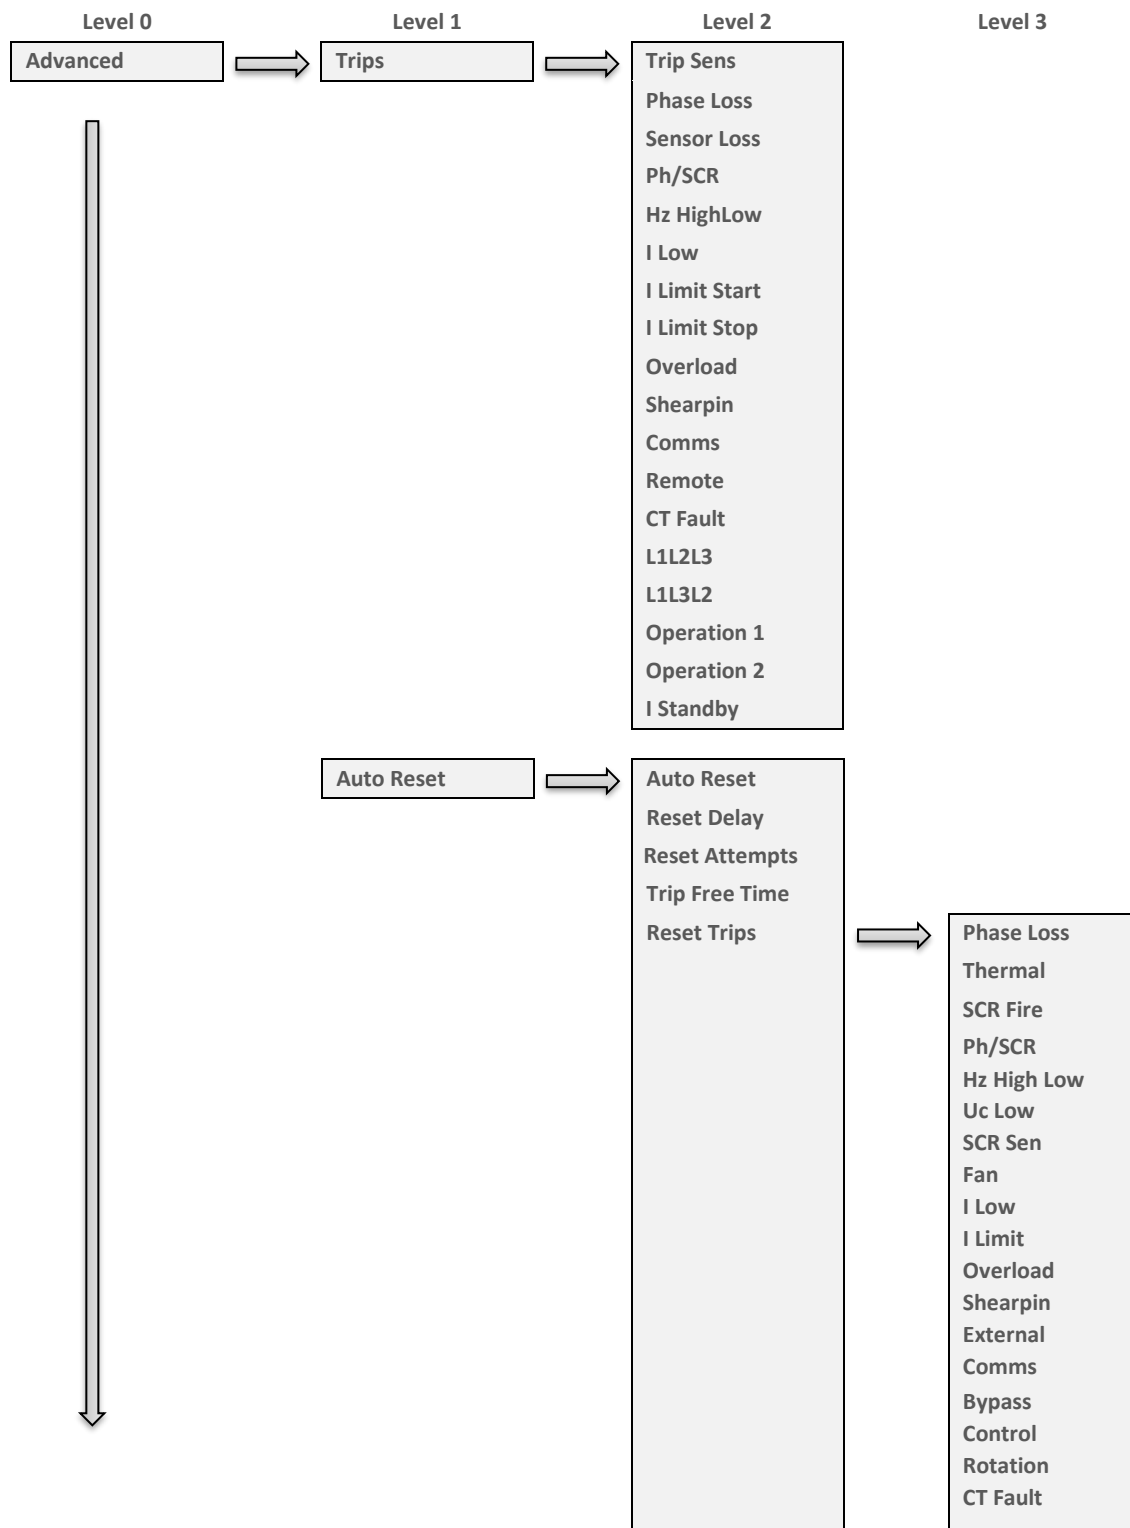 Level 0 Level 1 Level 2 Level 3
Advanced Trips Trip Sens
Phase Loss
Sensor Loss
Ph/SCR
Hz HighLow
I Low
I Limit Start
I Limit Stop
Overload
Shearpin
Comms
Remote
CT Fault
L1L2L3
L1L3L2
Operation 1
Operation 2
I Standby
Auto Reset Auto Reset
Reset Delay
Reset Attempts
Trip Free Time
Reset Trips Phase Loss
Thermal
SCR Fire
Ph/SCR
Hz High Low
Uc Low
SCR Sen
Fan
I Low
I Limit
Overload
Shearpin
External
Comms
Bypass
Control
Rotation
CT Fault